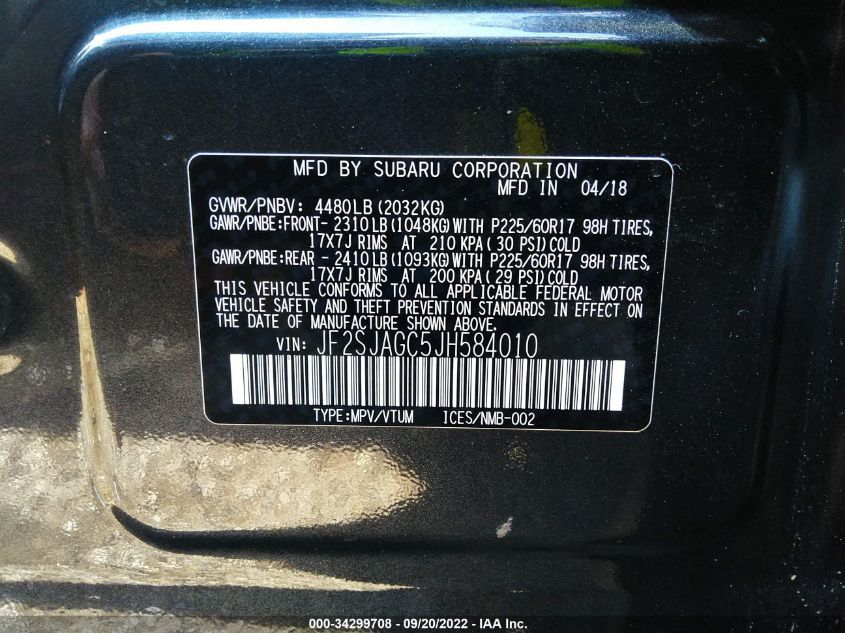 MFD BY SUBARU CORPORATION
MFD IN 04/18
GVWR/PNBV: 4480LB (2032KG)
GAWR/PNBE:FRONT- 2310LB (1048KG) WITH P225/60R17 98H TIRES,
17X7J RIMS AT 210 KPA ( 30 PSI) COLD
GAWR/PNBE:REAR - 2410LB (1093KG) WITH P225/60R17 98H TIRES,
17X7J RIMS AT 200 KPA ( 29 PSI) COLD
THIS VEHICLE CONFORMS TO ALL APPLICABLE FEDERAL MOTOR
VEHICLE SAFETY AND THEFT PREVENTION STANDARDS IN EFFECT ON
THE DATE OF MANUFACTURE SHOWN ABOVE.
VIN: JF2SJAGC5JH584010
TYPE:MPV/VTUM ICES/NMB-002
000-34299708 - 09/20/2022 - IAA Inc.